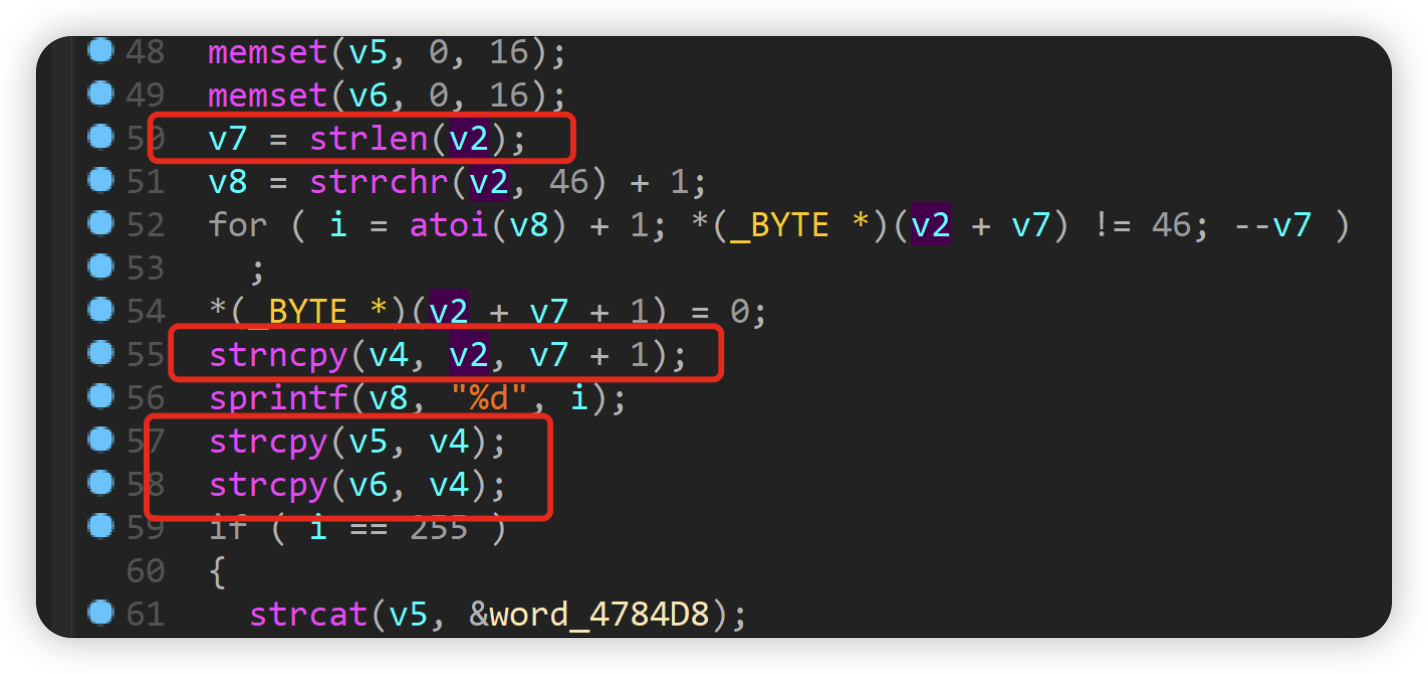 48 memset(v5, 0, 16);
49 memset(v6, 0, 16);
50 v7 = strlen(v2);
51 v8 = strrchr(v2, 46) + 1;
52 for ( i = atoi(v8) + 1; *(_BYTE *)(v2 + v7) != 46; --v7 )
53 ;
54 *(_BYTE *)(v2 + v7 + 1) = 0;
55 strncpy(v4, v2, v7 + 1);
56 sprintf(v8, "%d", i);
57 strcpy(v5, v4);
58 strcpy(v6, v4);
59 if ( i == 255 )
60 {
61 strcat(v5, &word_4784D8);